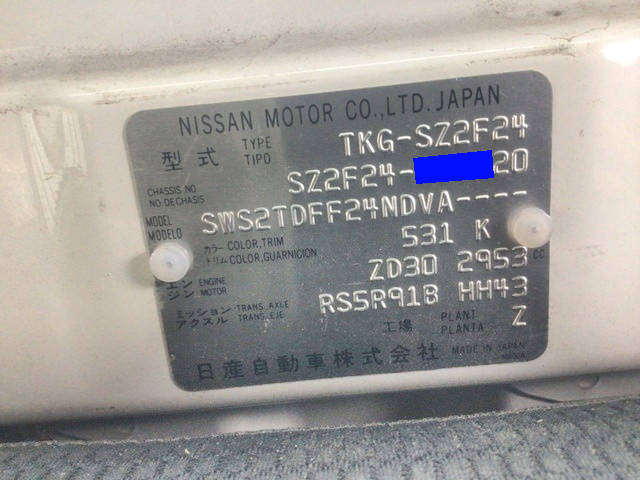 NISSAN MOTOR CO.,LTD.JAPAN
型式 TYPE TIPO TKG-SZ2F24
CHASSIS NO NO.DECHASIS SZ2F24- 20
MODEL MODELO SWS2TDFF24NDVA----
カラー COLOR,TRIM
トリム COLOR,GUARNICION 531 K
エンジン ENGINE MOTOR ZD30 2953 CC
ミッション アクスル TRANS.AXLE TRANS.EJE RS5R91B HH43
工場 PLANT PLANTA Z
日産自動車株式会社 MADE IN JAPAN